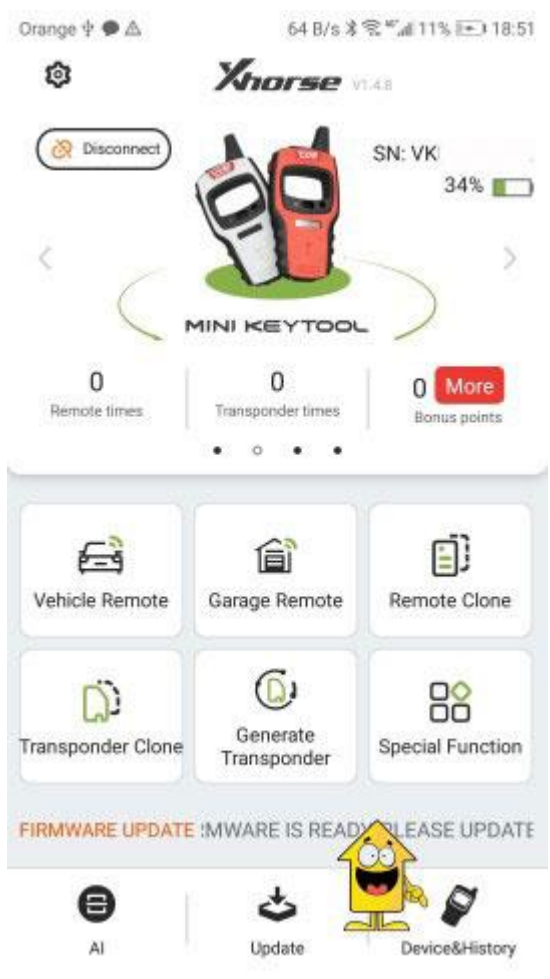 Orange 64 B/s 11% 18:51
Xhorse V1.4.8
Disconnect
SN: VK
34%
MINI KEYTOOL
0 0 0 More
Remote times Transponder times Bonus points
Vehicle Remote Garage Remote Remote Clone
Transponder Clone Generate Transponder Special Function
FIRMWARE UPDATE MWARE IS READY PLEASE UPDATE
AI Update Device&History